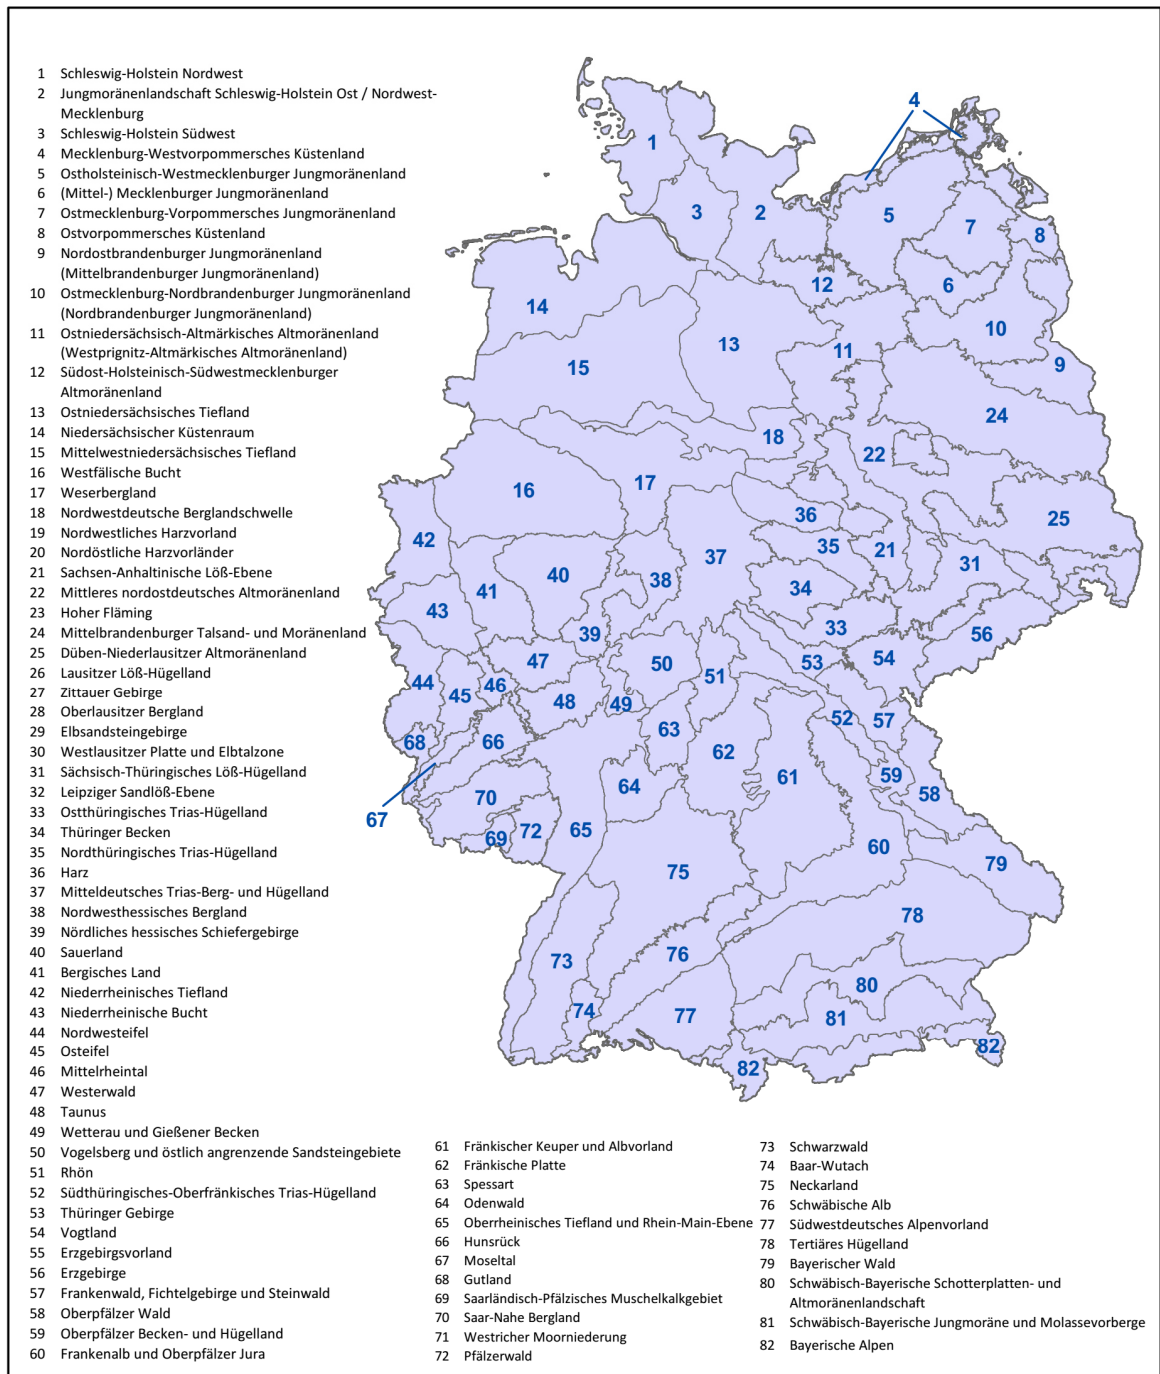 1 Schleswig-Holstein Nordwest
2 Jungmoränenlandschaft Schleswig-Holstein Ost / Nordwest-
Mecklenburg
3 Schleswig-Holstein Südwest
4 Mecklenburg-Westvorpommersches Küstenland
5 Ostholsteinisch-Westmecklenburger Jungmoränenland
6 (Mittel-) Mecklenburger Jungmoränenland
7 Ostmecklenburg-Vorpommersches Jungmoränenland
8 Ostvorpommersches Küstenland
9 Nordostbrandenburger Jungmoränenland
(Mittelbrandenburger Jungmoränenland)
10 Ostmecklenburg-Nordbrandenburger Jungmoränenland
(Nordbrandenburger Jungmoränenland)
11 Ostniedersächsisch-Altmärkisches Altmoränenland
(Westprignitz-Altmärkisches Altmoränenland)
12 Südost-Holsteinisch-Südwestmecklenburger
Altmoränenland
13 Ostniedersächsisches Tiefland
14 Niedersächsischer Küstenraum
15 Mittelwestniedersächsisches Tiefland
16 Westfälische Bucht
17 Weserbergland
18 Nordwestdeutsche Berglandschwelle
19 Nordwestliches Harzvorland
20 Nordöstliche Harzvorländer
21 Sachsen-Anhaltinische Löß-Ebene
22 Mittleres nordostdeutsches Altmoränenland
23 Hoher Fläming
24 Mittelbrandenburger Talsand- und Moränenland
25 Düben-Niederlausitzer Altmoränenland
26 Lausitzer Löß-Hügelland
27 Zittauer Gebirge
28 Oberlausitzer Bergland
29 Elbsandsteingebirge
30 Westlausitzer Platte und Elbtalzone
31 Sächsisch-Thüringisches Löß-Hügelland
32 Leipziger Sandlöß-Ebene
33 Ostthüringisches Trias-Hügelland
34 Thüringer Becken
35 Nordthüringisches Trias-Hügelland
36 Harz
37 Mitteldeutsches Trias-Berg- und Hügelland
38 Nordwesthessisches Bergland
39 Nördliches hessisches Schiefergebirge
40 Sauerland
41 Bergisches Land
42 Niederrheinisches Tiefland
43 Niederrheinische Bucht
44 Nordwesteifel
45 Osteifel
46 Mittelrheintal
47 Westerwald
48 Taunus
49 Wetterau und Gießener Becken
50 Vogelsberg und östlich angrenzende Sandsteingebiete
51 Rhön
52 Südthüringisches-Oberfränkisches Trias-Hügelland
53 Thüringer Gebirge
54 Vogtland
55 Erzgebirgsvorland
56 Erzgebirge
57 Frankenwald, Fichtelgebirge und Steinwald
58 Oberpfälzer Wald
59 Oberpfälzer Becken- und Hügelland
60 Frankenalb und Oberpfälzer Jura
61 Fränkischer Keuper und Albvorland
62 Fränkische Platte
63 Spessart
64 Odenwald
65 Oberrheinisches Tiefland und Rhein-Main-Ebene
66 Hunsrück
67 Moseltal
68 Gutland
69 Saarländisch-Pfälzisches Muschelkalkgebiet
70 Saar-Nahe Bergland
71 Westricher Moorniederung
72 Pfälzerwald
73 Schwarzwald
74 Baar-Wutach
75 Neckarland
76 Schwäbische Alb
77 Südwestdeutsches Alpenvorland
78 Tertiäres Hügelland
79 Bayerischer Wald
80 Schwäbisch-Bayerische Schotterplatten- und
Altmoränenlandschaft
81 Schwäbisch-Bayerische Jungmoräne und Molassevorberge
82 Bayerische Alpen
4
1
3
2
5
7
8
12
6
14
10
13
11
9
15
24
18
22
17
16
36
25
42
35
21
37
31
40
38
34
41
43
39
33
56
47
50
53
54
51
44
46
45
48
49
52
57
63
68
66
62
59
61
64
58
70
67
65
72
69
60
79
75
78
76
73
80
74
77
81
82
82